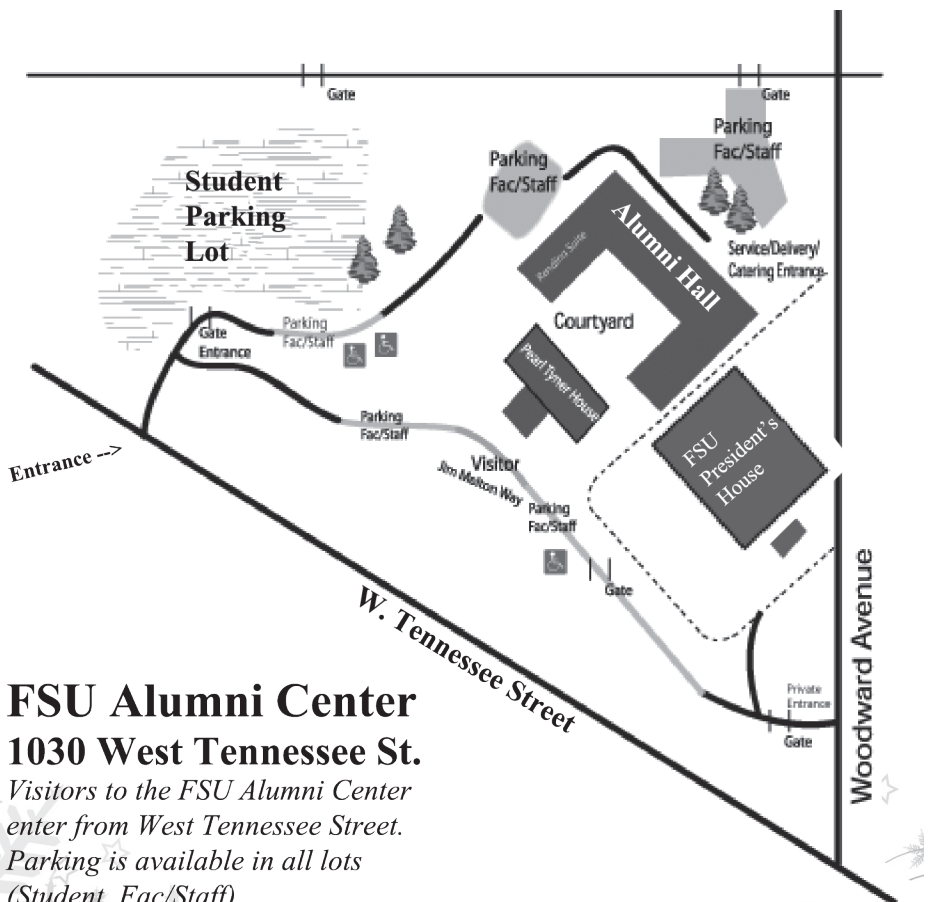 Gate
Gate
Parking
Fac/Staff
Parking
Fac/Staff
Student
Parking
Lot
Alumni Hall
Rendina Suite
Service/Delivery/
Catering Entrance
Courtyard
Gate
Entrance
Parking
Fac/Staff
Pearl Tyner House
Parking
Fac/Staff
FSU
President's
House
Entrance -->
Visitor
Jim Melton Way
Parking
Fac/Staff
Gate
W. Tennessee Street
Woodward Avenue
Private
Entrance
Gate
FSU Alumni Center
1030 West Tennessee St.
Visitors to the FSU Alumni Center
enter from West Tennessee Street.
Parking is available in all lots
(Student, Fac/Staff)